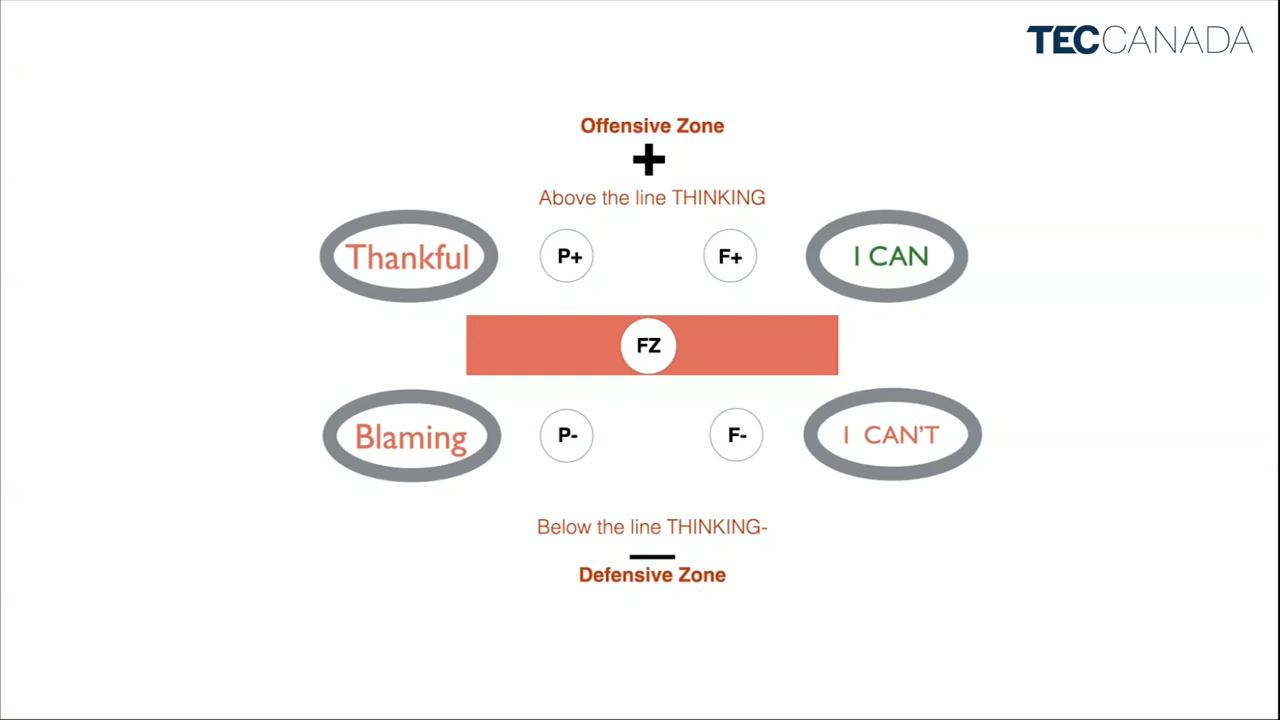 TECCANADA
Offensive Zone
+
Above the line THINKING
Thankful P+ F+ I CAN
FZ
Blaming P- F- I CAN'T
Below the line THINKING-
Defensive Zone